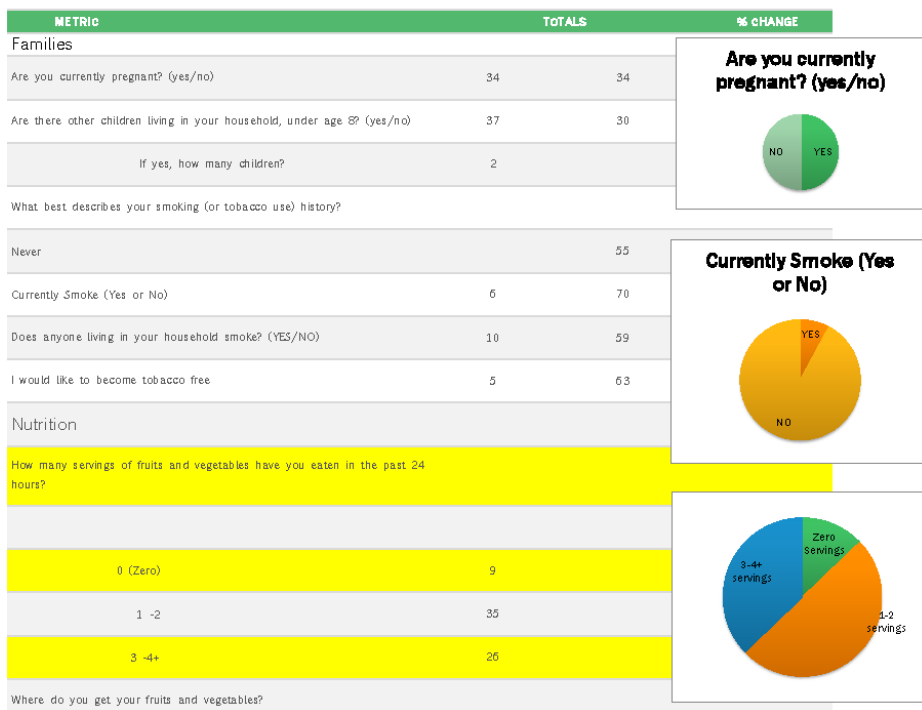 METRIC TOTALS % CHANGE
Families
Are you currently pregnant? (yes/no) 34 34
Are there other children living in your household, under age 8? (yes/no) 37 30
If yes, how many children? 2
What best describes your smoking (or tobacco use) history?
Never 55
Currently Smoke (Yes or No) 6 70
Does anyone living in your household smoke? (YES/NO) 10 59
I would like to become tobacco free 5 63
Nutrition
How many servings of fruits and vegetables have you eaten in the past 24
hours?
0 (Zero) 9
1 -2 35
3 -4+ 26
Where do you get your fruits and vegetables?
Are you currently
pregnant? (yes/no)
NO YES
Currently Smoke (Yes
or No)
YES
NO
Zero
Servings
3-4+
servings
1-2
servings